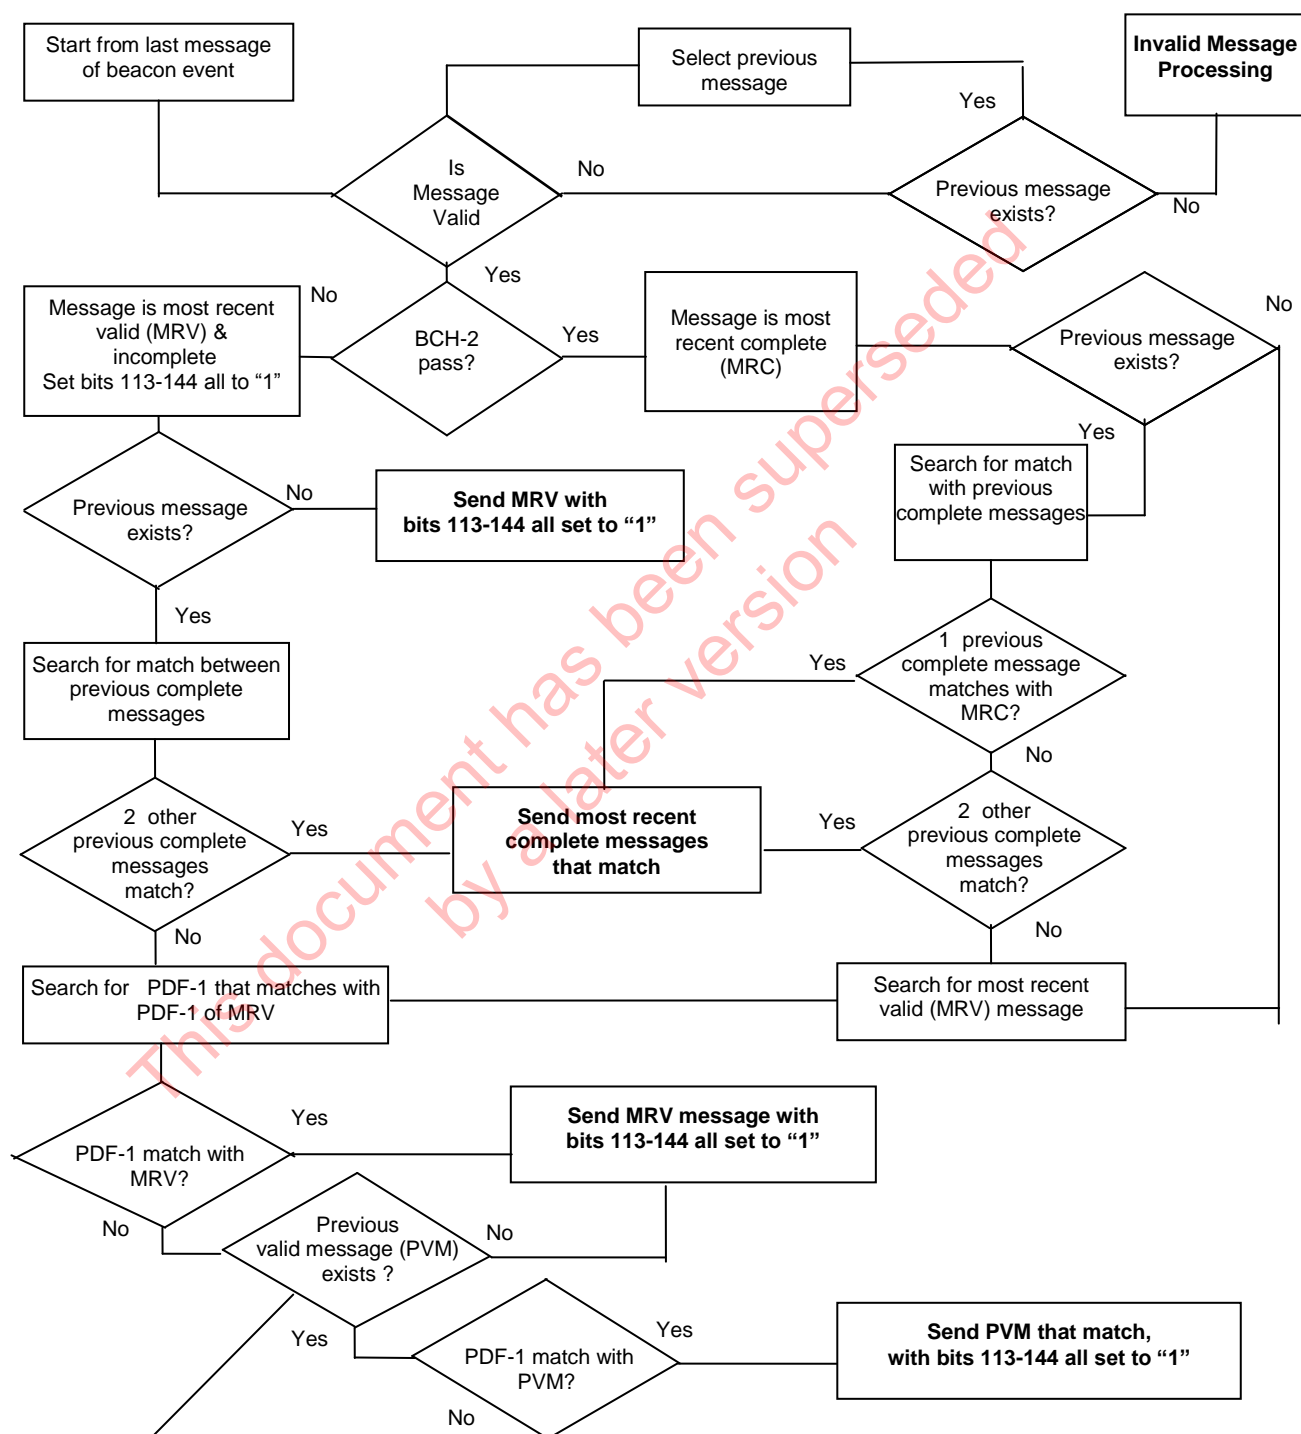 Start from last message
of beacon event
Select previous
message
Invalid Message
Processing
Yes
Is
Message
Valid
No
Previous message
exists?
No
Yes
No
Message is most recent
valid (MRV) &
incomplete
Set bits 113-144 all to “1”
BCH-2
pass?
Yes
Message is most
recent complete
(MRC)
Previous message
exists?
No
Yes
Previous message
exists?
No
Send MRV with
bits 113-144 all set to “1”
Search for match
with previous
complete messages
Yes
Search for match between
previous complete
messages
Yes
1 previous
complete message
matches with
MRC?
No
2 other
previous complete
messages
match?
Yes
Send most recent
complete messages
that match
Yes
2 other
previous complete
messages
match?
No
No
Search for PDF-1 that matches with
PDF-1 of MRV
Search for most recent
valid (MRV) message
PDF-1 match with
MRV?
Yes
Send MRV message with
bits 113-144 all set to “1”
No
Previous
valid message (PVM)
exists ?
No
Yes
PDF-1 match with
PVM?
Yes
Send PVM that match,
with bits 113-144 all set to “1”
No
This document has been superseded
by a later version